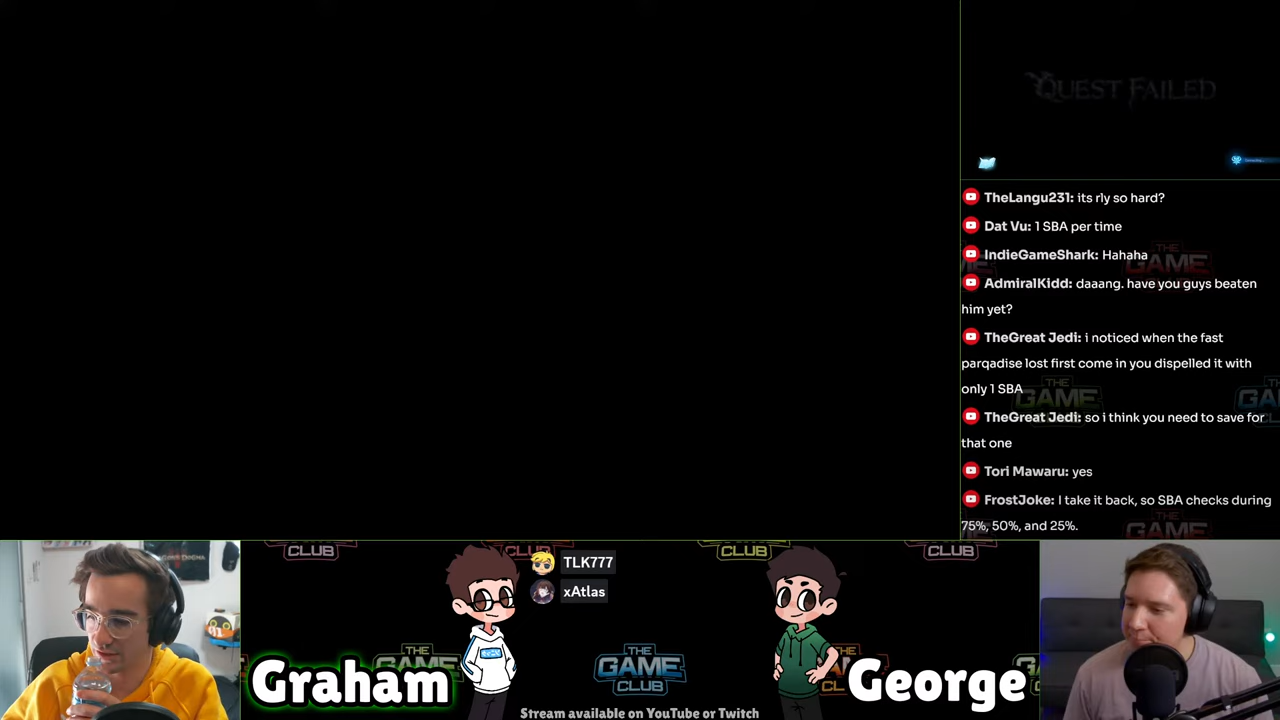 QUEST FAILED
TheLangu231: its rly so hard?
Dat Vu: 1 SBA per time
IndieGameShark: Hahaha
AdmiralKidd: daaang. have you guys beaten
him yet?
TheGreat Jedi: i noticed when the fast
parqadise lost first come in you dispelled it with
only 1 SBA
TheGreat Jedi: so i think you need to save for
that one
Tori Mawaru: yes
FrostJoke: I take it back, so SBA checks during
75%, 50%, and 25%.
TLK777
xAtlas
Graham
THE
GAME
CLUB
George
Stream available on YouTube or Twitch